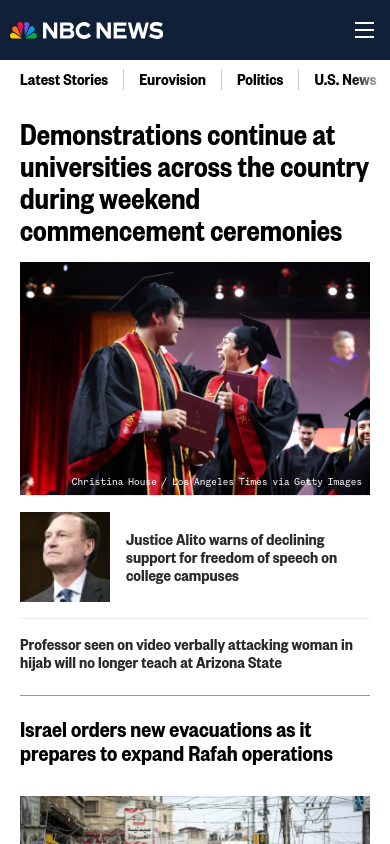 NBC NEWS
Latest Stories
Eurovision
Politics
U.S. News
Demonstrations continue at
universities across the country
during weekend
commencement ceremonies
Christina House / Los Angeles Times via Getty Images
Justice Alito warns of declining
support for freedom of speech on
college campuses
Professor seen on video verbally attacking woman in
hijab will no longer teach at Arizona State
Israel orders new evacuations as it
prepares to expand Rafah operations